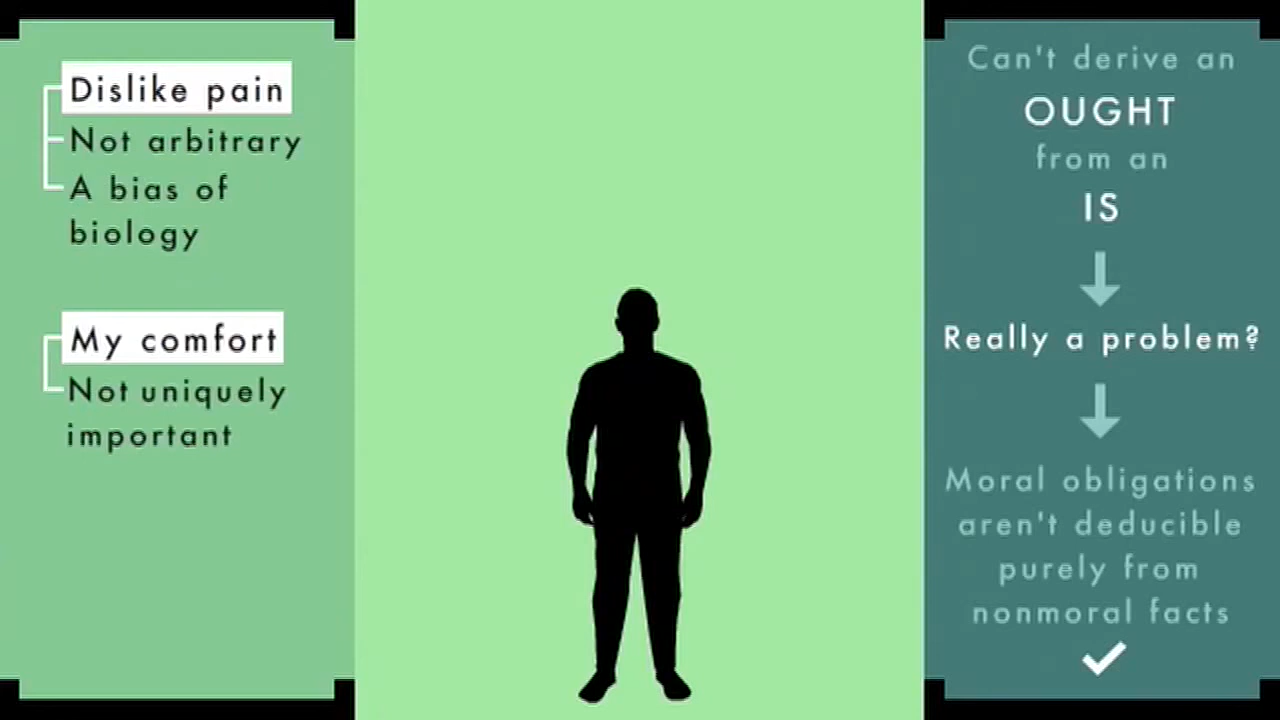 Dislike pain
Not arbitrary
A bias of
biology
My comfort
Not uniquely
important
Can't derive an
OUGHT
from an
IS
Really a problem?
Moral obligations
aren't deducible
purely from
nonmoral facts